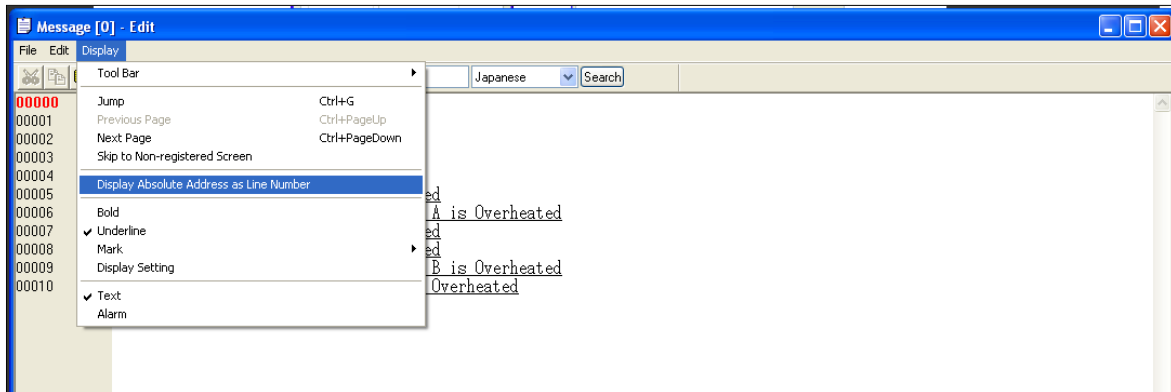 Message [0] - Edit
File Edit Display
Japanese Search
Tool Bar
Jump Ctrl+G
Previous Page Ctrl+PageUp
Next Page Ctrl+PageDown
Skip to Non-registered Screen
Display Absolute Address as Line Number
Bold
Underline
Mark
Display Setting
Text
Alarm
00000
00001
00002
00003
00004
00005
00006 A is Overheated
00007
00008
00009 B is Overheated
00010 Overheated